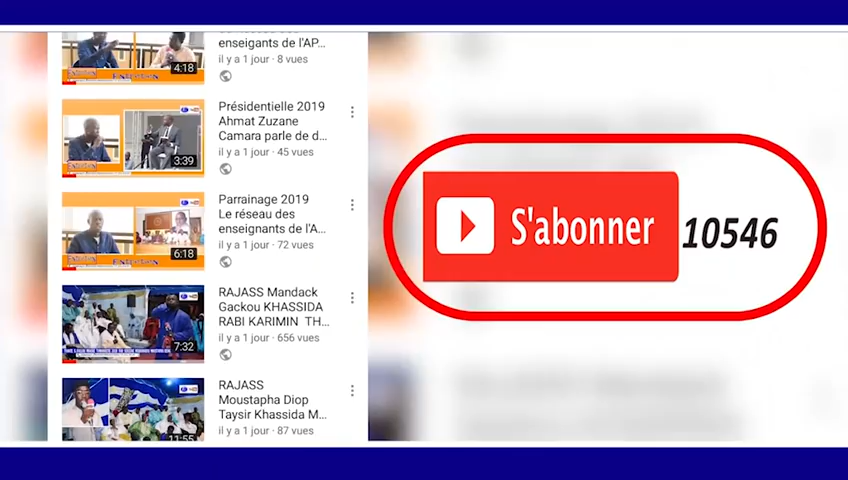 enseigants de l'AP...
il y a 1 jour · 8 vues
4:18
Présidentielle 2019
Ahmat Zuzane
Camara parle de d...
il y a 1 jour · 45 vues
3:39
Parrainage 2019
Le réseau des
enseignants de l'A...
il y a 1 jour · 72 vues
6:18
RAJASS Mandack
Gackou KHASSIDA
RABI KARIMIN TH...
il y a 1 jour · 656 vues
7:32
RAJASS
Moustapha Diop
Taysir Khassida M...
il y a 1 jour · 87 vues
11:55
S'abonner
10546